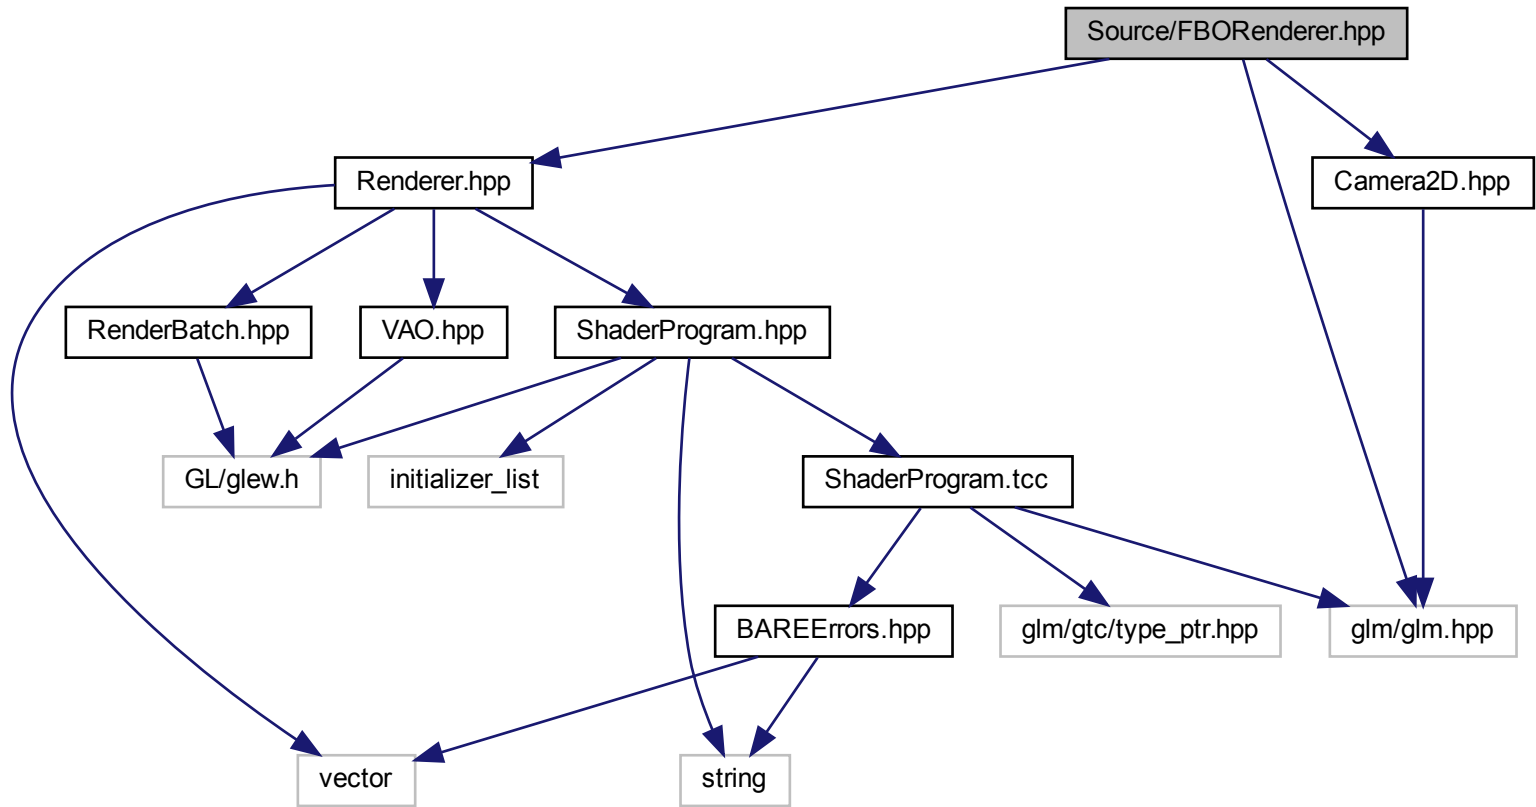 Source/FBORenderer.hpp
Renderer.hpp
Camera2D.hpp
RenderBatch.hpp
VAO.hpp
ShaderProgram.hpp
GL/glew.h
initializer_list
ShaderProgram.tcc
BAREErrors.hpp
glm/gtc/type_ptr.hpp
glm/glm.hpp
vector
string